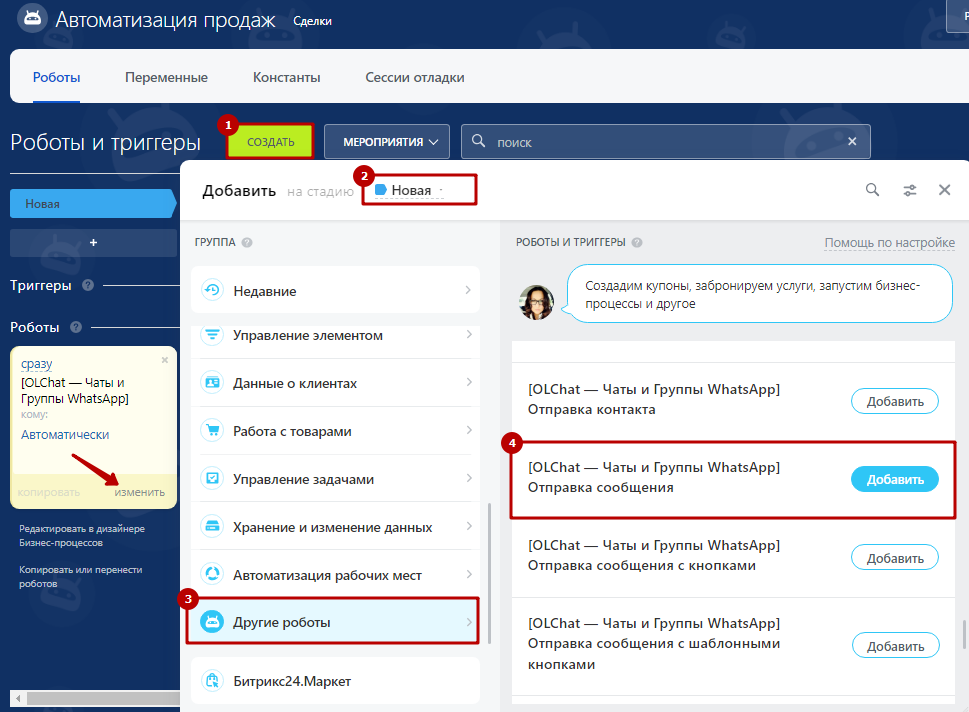 Автоматизация продаж
Сделки
Роботы
Переменные
Константы
Сессии отладки
Роботы и триггеры
1
СОЗДАТЬ
МЕРОПРИЯТИЯ
поиск
Новая
+
Триггеры
Роботы
сразу
[OLChat — Чаты и
Группы WhatsApp]
кому:
Автоматически
копировать
изменить
Редактировать в дизайнере
Бизнес-процессов
Копировать или перенести
роботов
Добавить на стадию
2
Новая
ГРУППА
Недавние
Управление элементом
Данные о клиентах
Работа с товарами
Управление задачами
Хранение и изменение данных
Автоматизация рабочих мест
3
Другие роботы
Битрикс24.Маркет
РОБОТЫ И ТРИГГЕРЫ
Помощь по настройке
Создадим купоны, забронируем услуги, запустим бизнес-
процессы и другое
[OLChat — Чаты и Группы WhatsApp]
Отправка контакта
Добавить
4
[OLChat — Чаты и Группы WhatsApp]
Отправка сообщения
Добавить
[OLChat — Чаты и Группы WhatsApp]
Отправка сообщения с кнопками
Добавить
[OLChat — Чаты и Группы WhatsApp]
Отправка сообщения с шаблонными
кнопками
Добавить